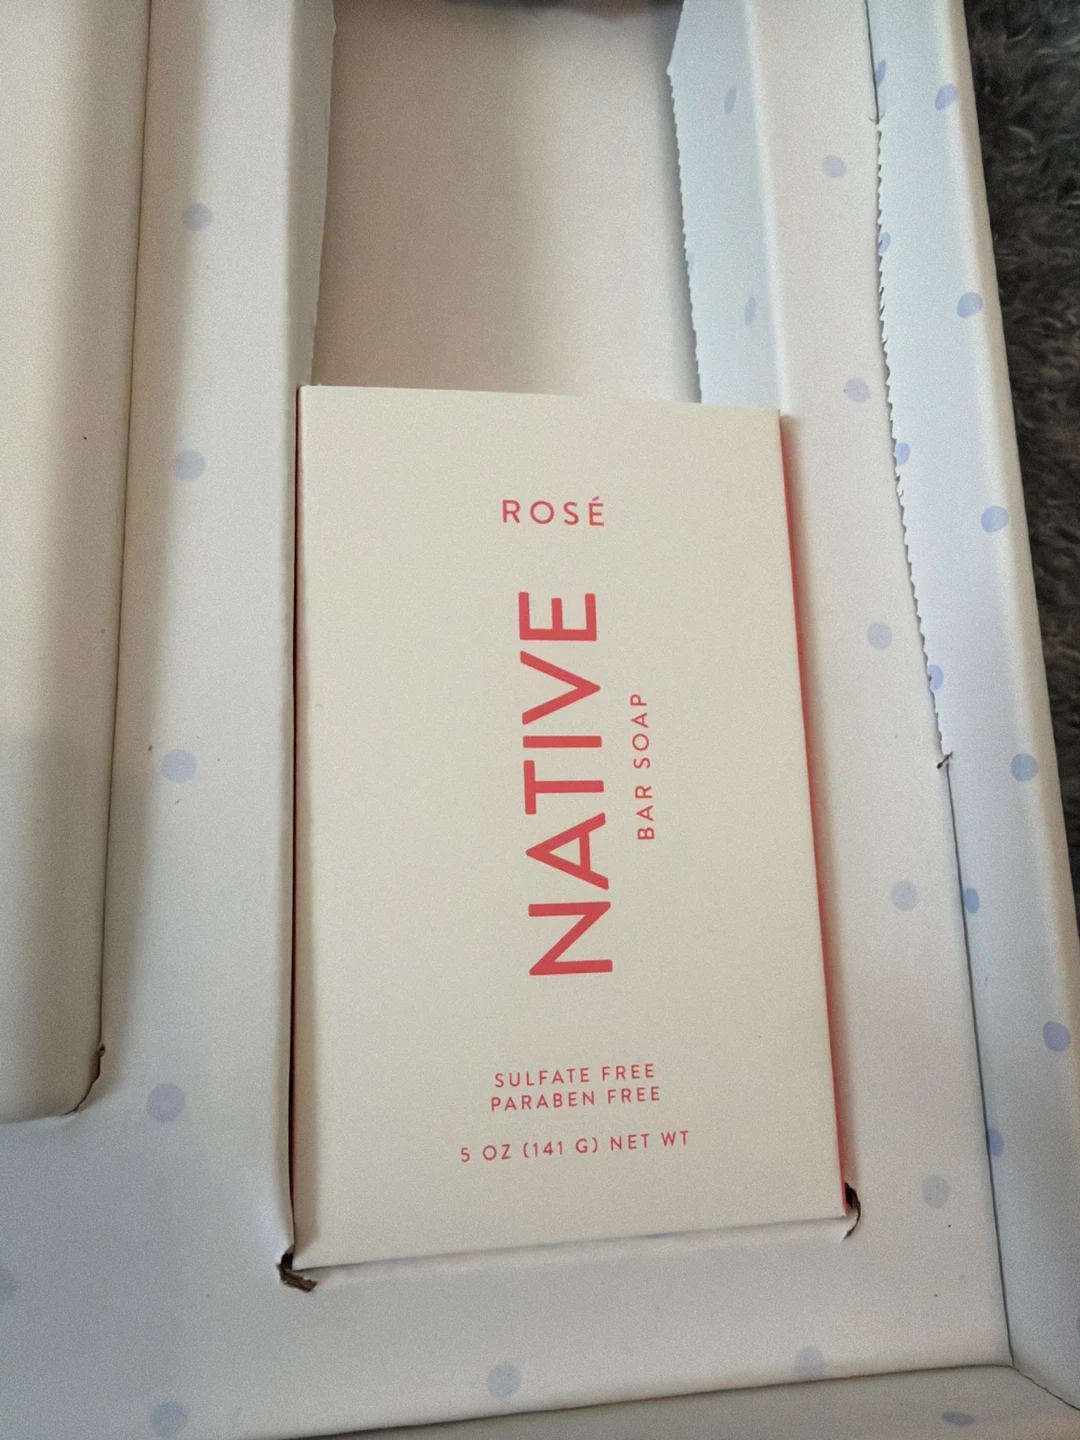 ROSÉ
NATIVE
BAR SOAP
SULFATE FREE
PARABEN FREE
5 OZ (141 G) NET WT